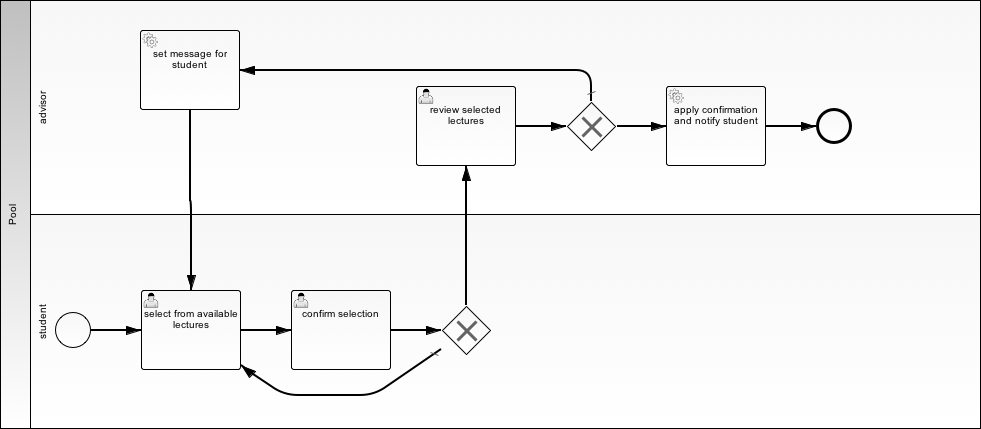 Pool
advisor
set message for
student
review selected
lectures
apply confirmation
and notify student
student
select from available
lectures
confirm selection